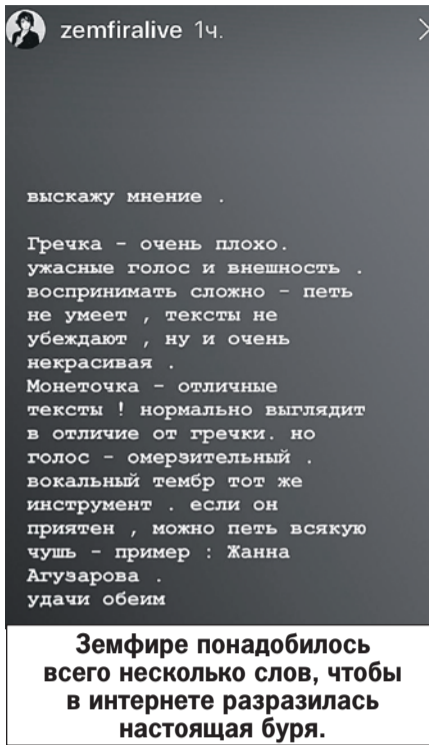 zemfiralive 1ч.
выскажу мнение .
Гречка - очень плохо.
ужасные голос и внешность .
воспринимать сложно - петь
не умеет , тексты не
убеждают , ну и очень
некрасивая .
Монеточка - отличные
тексты ! нормально выглядит
в отличие от гречки. но
голос - омерзительный .
вокальный тембр тот же
инструмент . если он
приятен , можно петь всякую
чушь - пример : Жанна
Агузарова .
удачи обеим
Земфире понадобилось
всего несколько слов, чтобы
в интернете разразилась
настоящая буря.